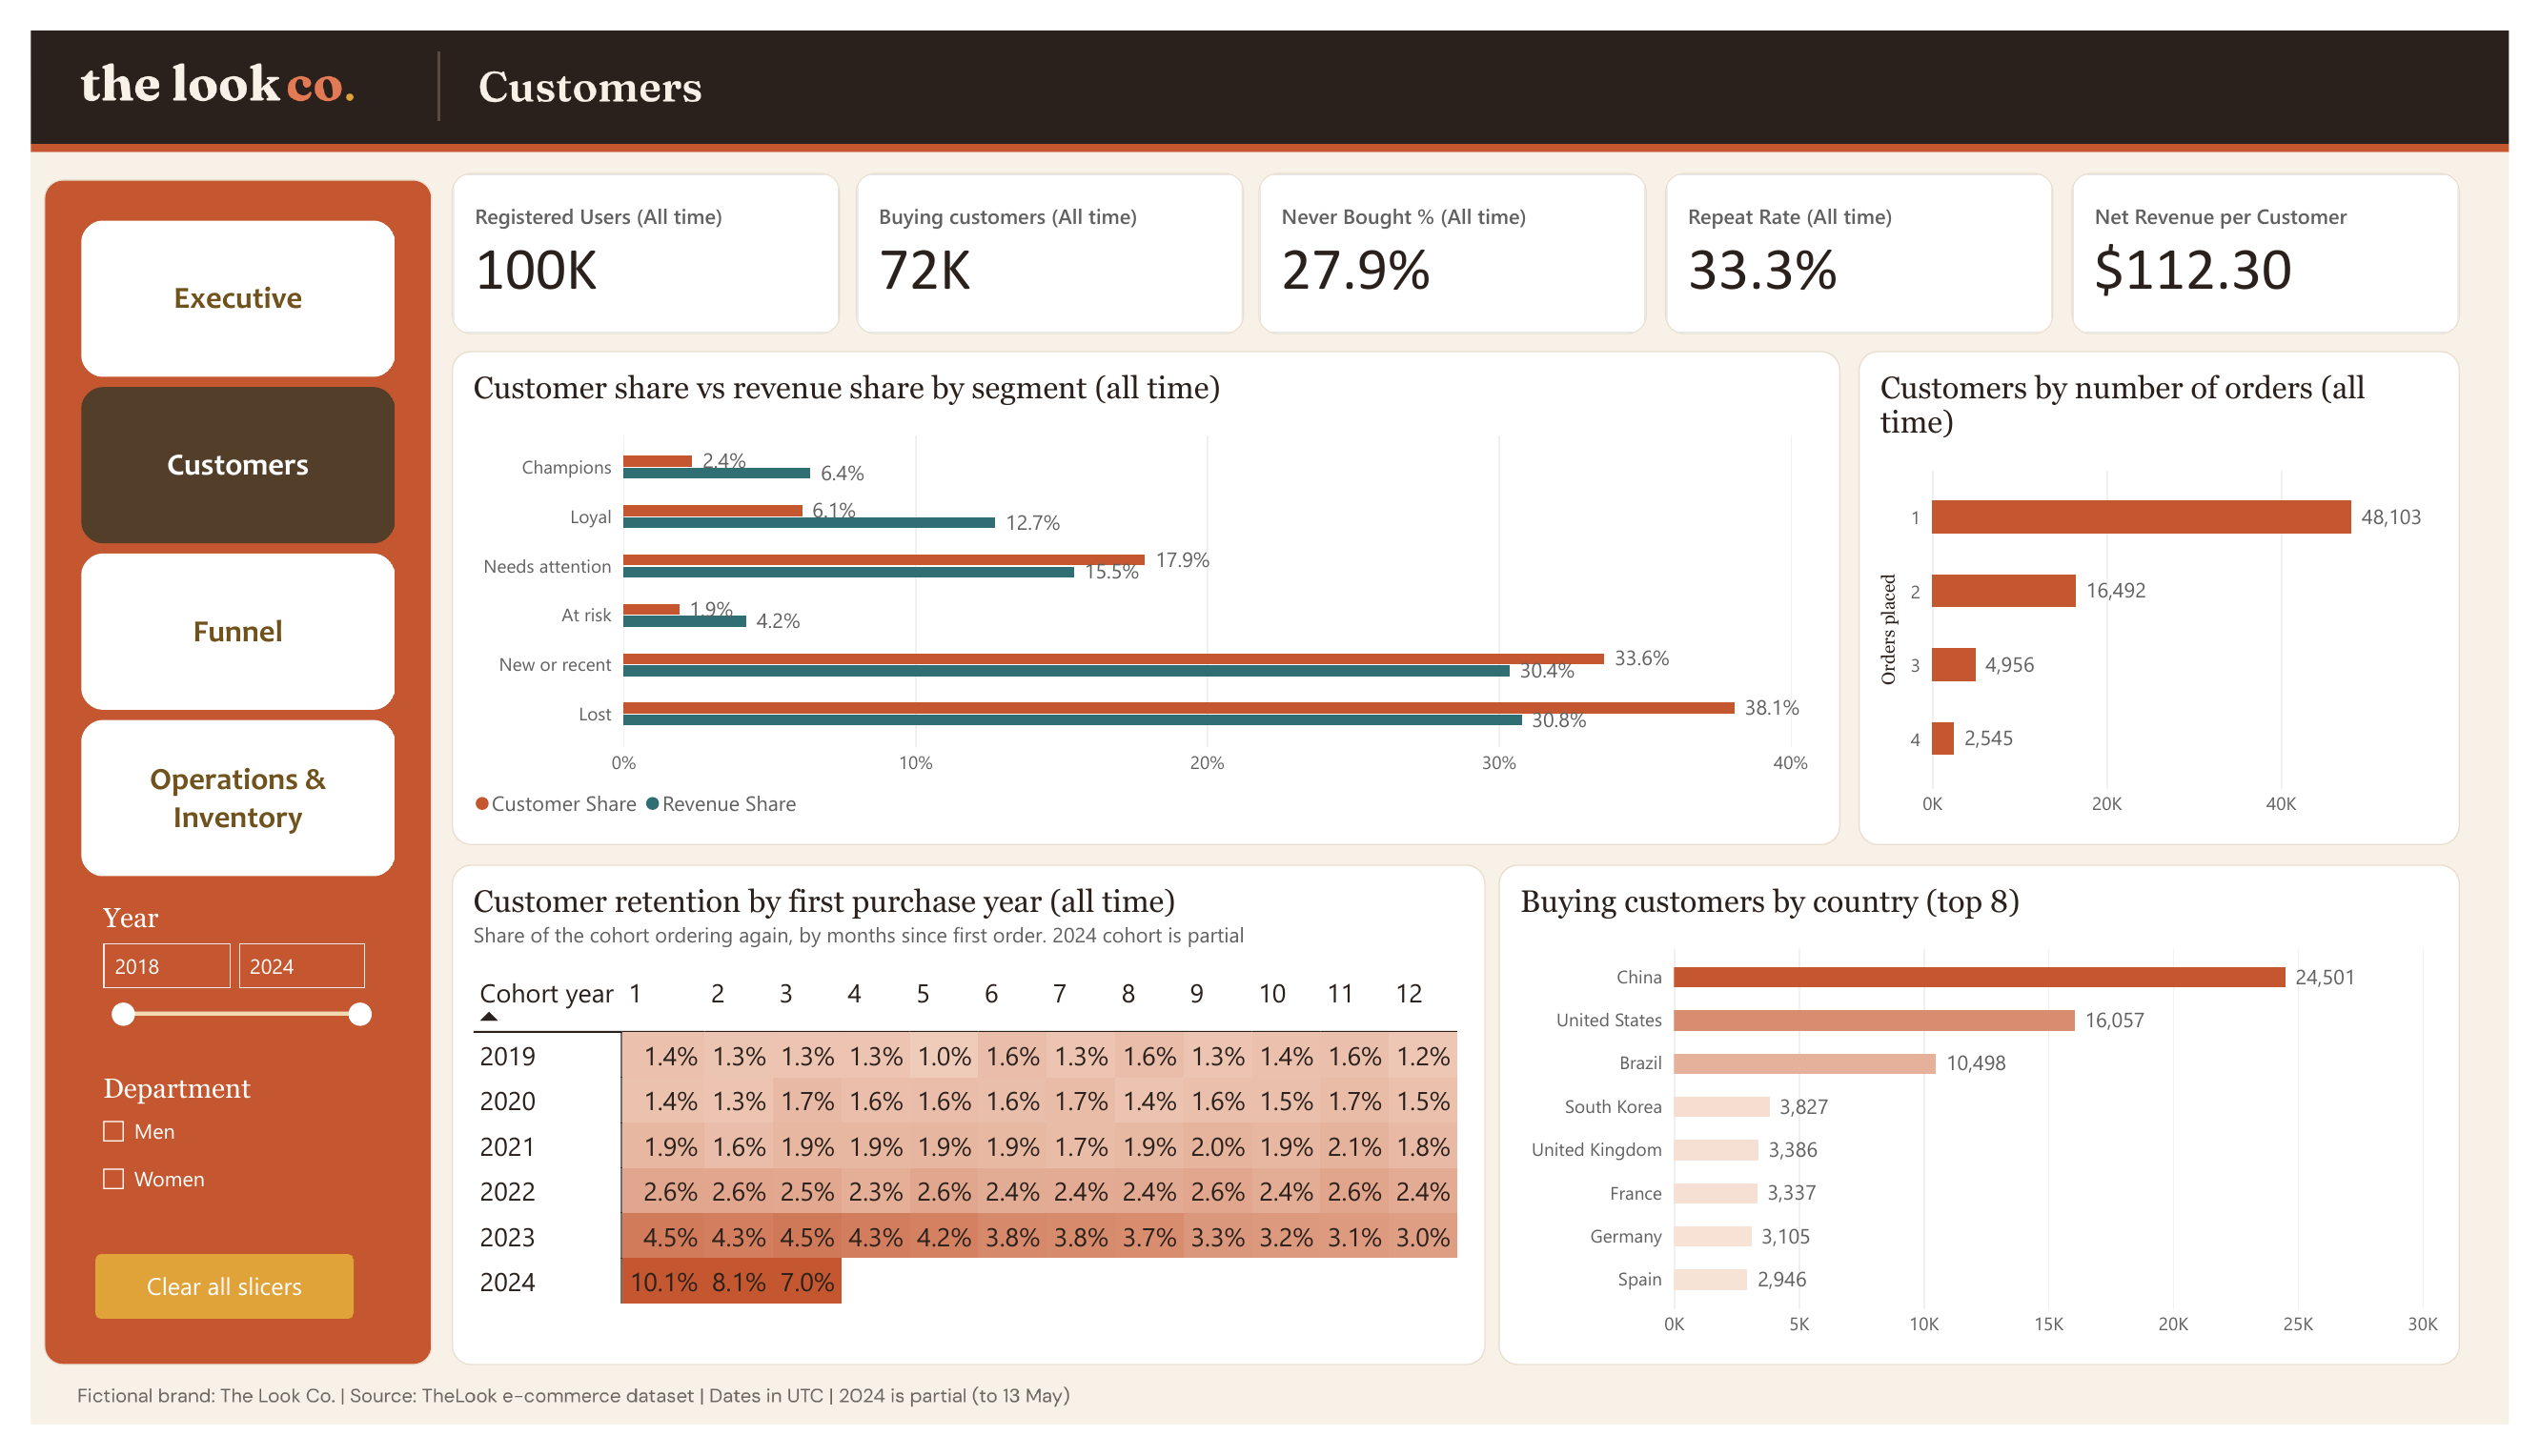 the look co.
Customers
Executive
Customers
Funnel
Operations &
Inventory
Year
2018 2024
Department
Men
Women
Clear all slicers
Registered Users (All time)
100K
Buying customers (All time)
72K
Never Bought % (All time)
27.9%
Repeat Rate (All time)
33.3%
Net Revenue per Customer
$112.30
Customer share vs revenue share by segment (all time)
Champions 2.4% 6.4%
Loyal 6.1% 12.7%
Needs attention 17.9% 15.5%
At risk 1.9% 4.2%
New or recent 33.6% 30.4%
Lost 38.1% 30.8%
0% 10% 20% 30% 40%
Customer Share Revenue Share
Customers by number of orders (all
time)
Orders placed
1 48,103
2 16,492
3 4,956
4 2,545
0K 20K 40K
Customer retention by first purchase year (all time)
Share of the cohort ordering again, by months since first order. 2024 cohort is partial
Cohort year 1 2 3 4 5 6 7 8 9 10 11 12
2019 1.4% 1.3% 1.3% 1.3% 1.0% 1.6% 1.3% 1.6% 1.3% 1.4% 1.6% 1.2%
2020 1.4% 1.3% 1.7% 1.6% 1.6% 1.6% 1.7% 1.4% 1.6% 1.5% 1.7% 1.5%
2021 1.9% 1.6% 1.9% 1.9% 1.9% 1.9% 1.7% 1.9% 2.0% 1.9% 2.1% 1.8%
2022 2.6% 2.6% 2.5% 2.3% 2.6% 2.4% 2.4% 2.4% 2.6% 2.4% 2.6% 2.4%
2023 4.5% 4.3% 4.5% 4.3% 4.2% 3.8% 3.8% 3.7% 3.3% 3.2% 3.1% 3.0%
2024 10.1% 8.1% 7.0%
Buying customers by country (top 8)
China 24,501
United States 16,057
Brazil 10,498
South Korea 3,827
United Kingdom 3,386
France 3,337
Germany 3,105
Spain 2,946
0K 5K 10K 15K 20K 25K 30K
Fictional brand: The Look Co. | Source: TheLook e-commerce dataset | Dates in UTC | 2024 is partial (to 13 May)